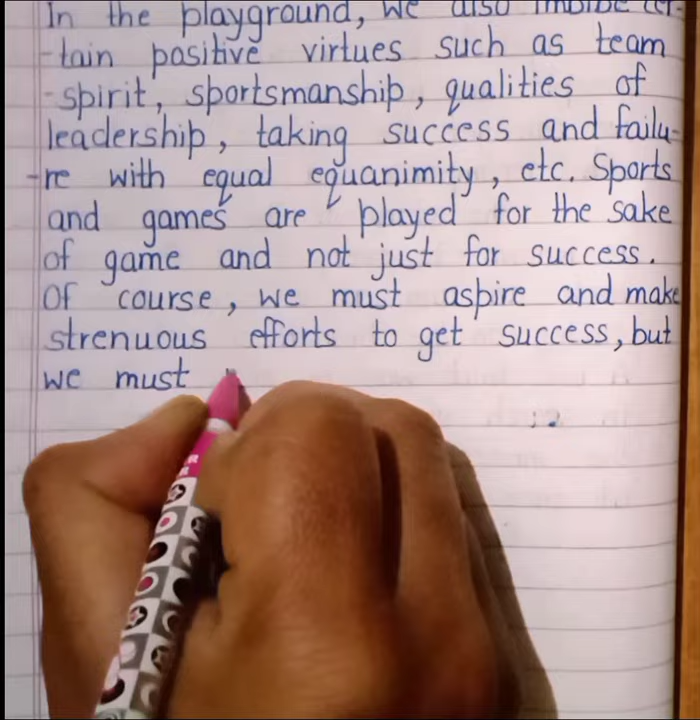 In the playground, we also imbibe cer-
-tain positive virtues such as team
-spirit, sportsmanship, qualities of
leadership, taking success and failu-
-re with equal equanimity, etc. Sports
and games are played for the sake
of game and not just for success.
Of course, we must aspire and make
strenuous efforts to get success, but
we must